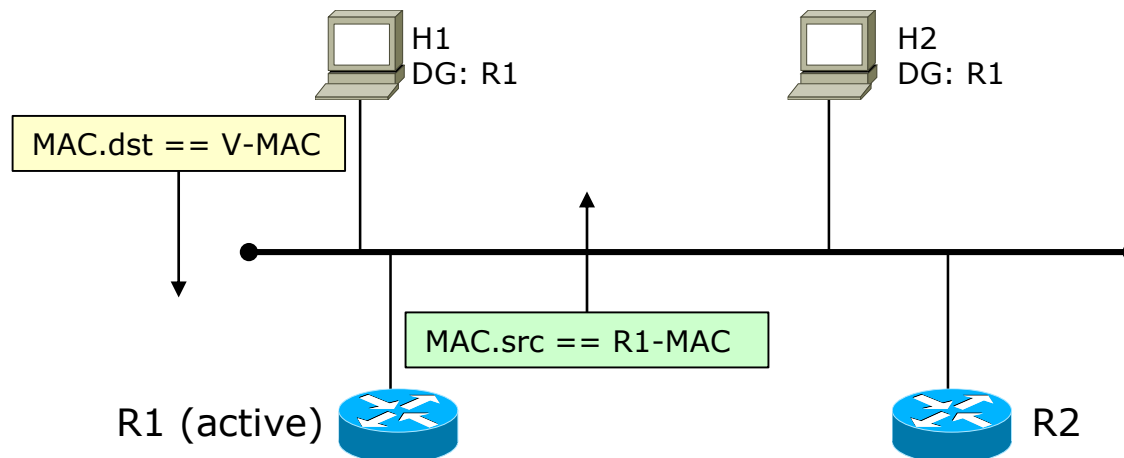 H1
DG: R1
H2
DG: R1
MAC.dst == V-MAC
MAC.src == R1-MAC
R1 (active)
R2